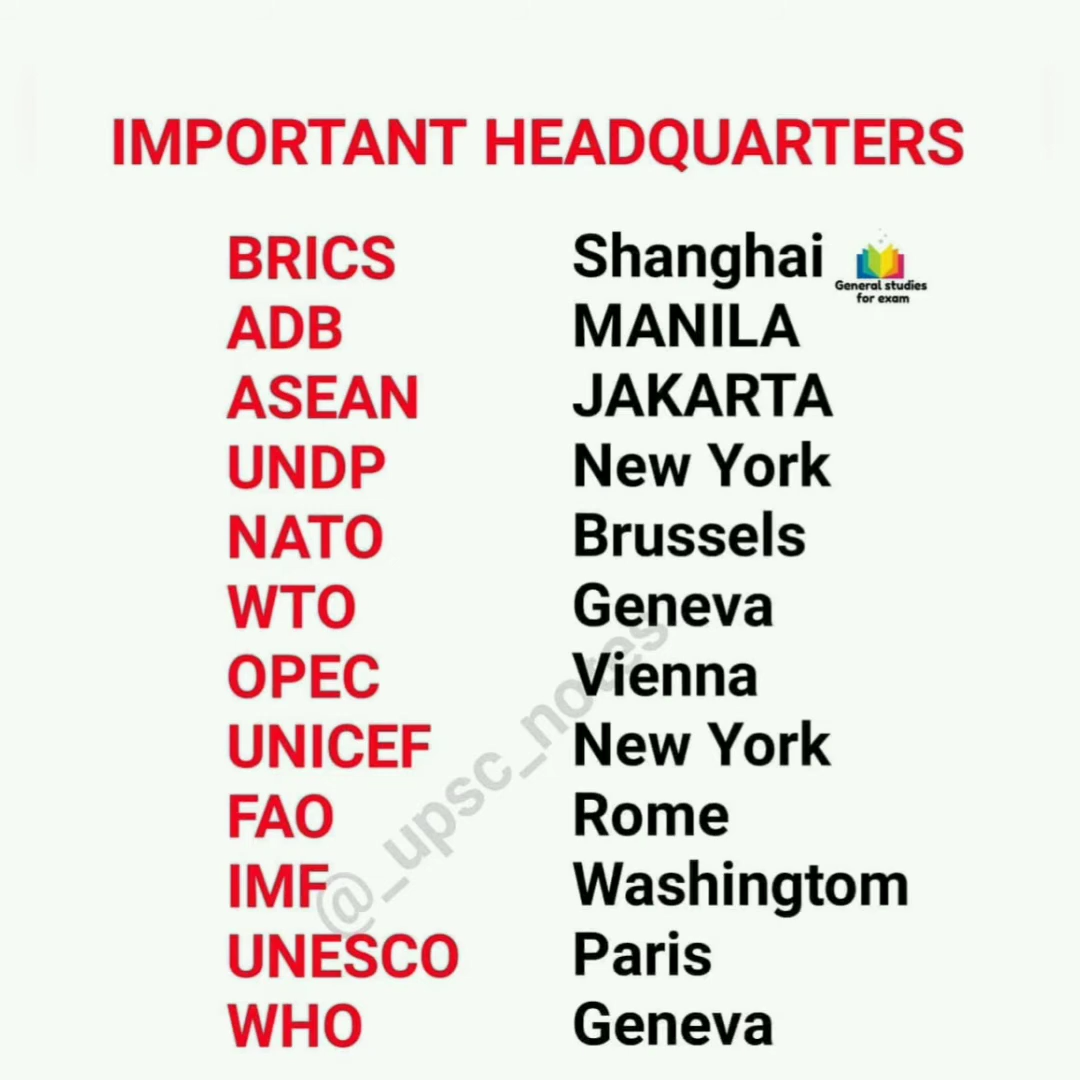 IMPORTANT HEADQUARTERS
BRICS Shanghai
General studies
for exam
ADB MANILA
ASEAN JAKARTA
UNDP New York
NATO Brussels
WTO Geneva
OPEC Vienna
UNICEF New York
FAO Rome
IMF Washingtom
UNESCO Paris
WHO Geneva
@_upsc_notes